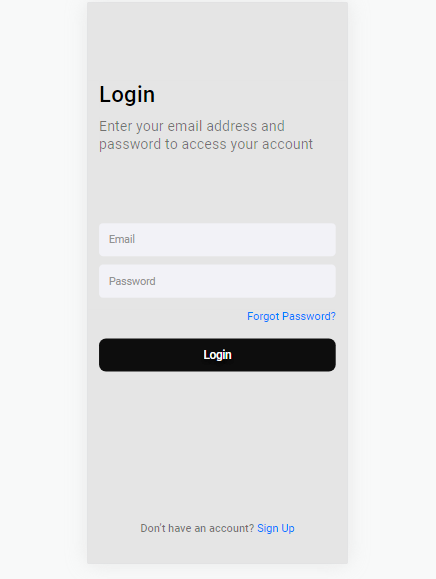 Login
Enter your email address and
password to access your account
Email
Password
Forgot Password?
Login
Don't have an account? Sign Up